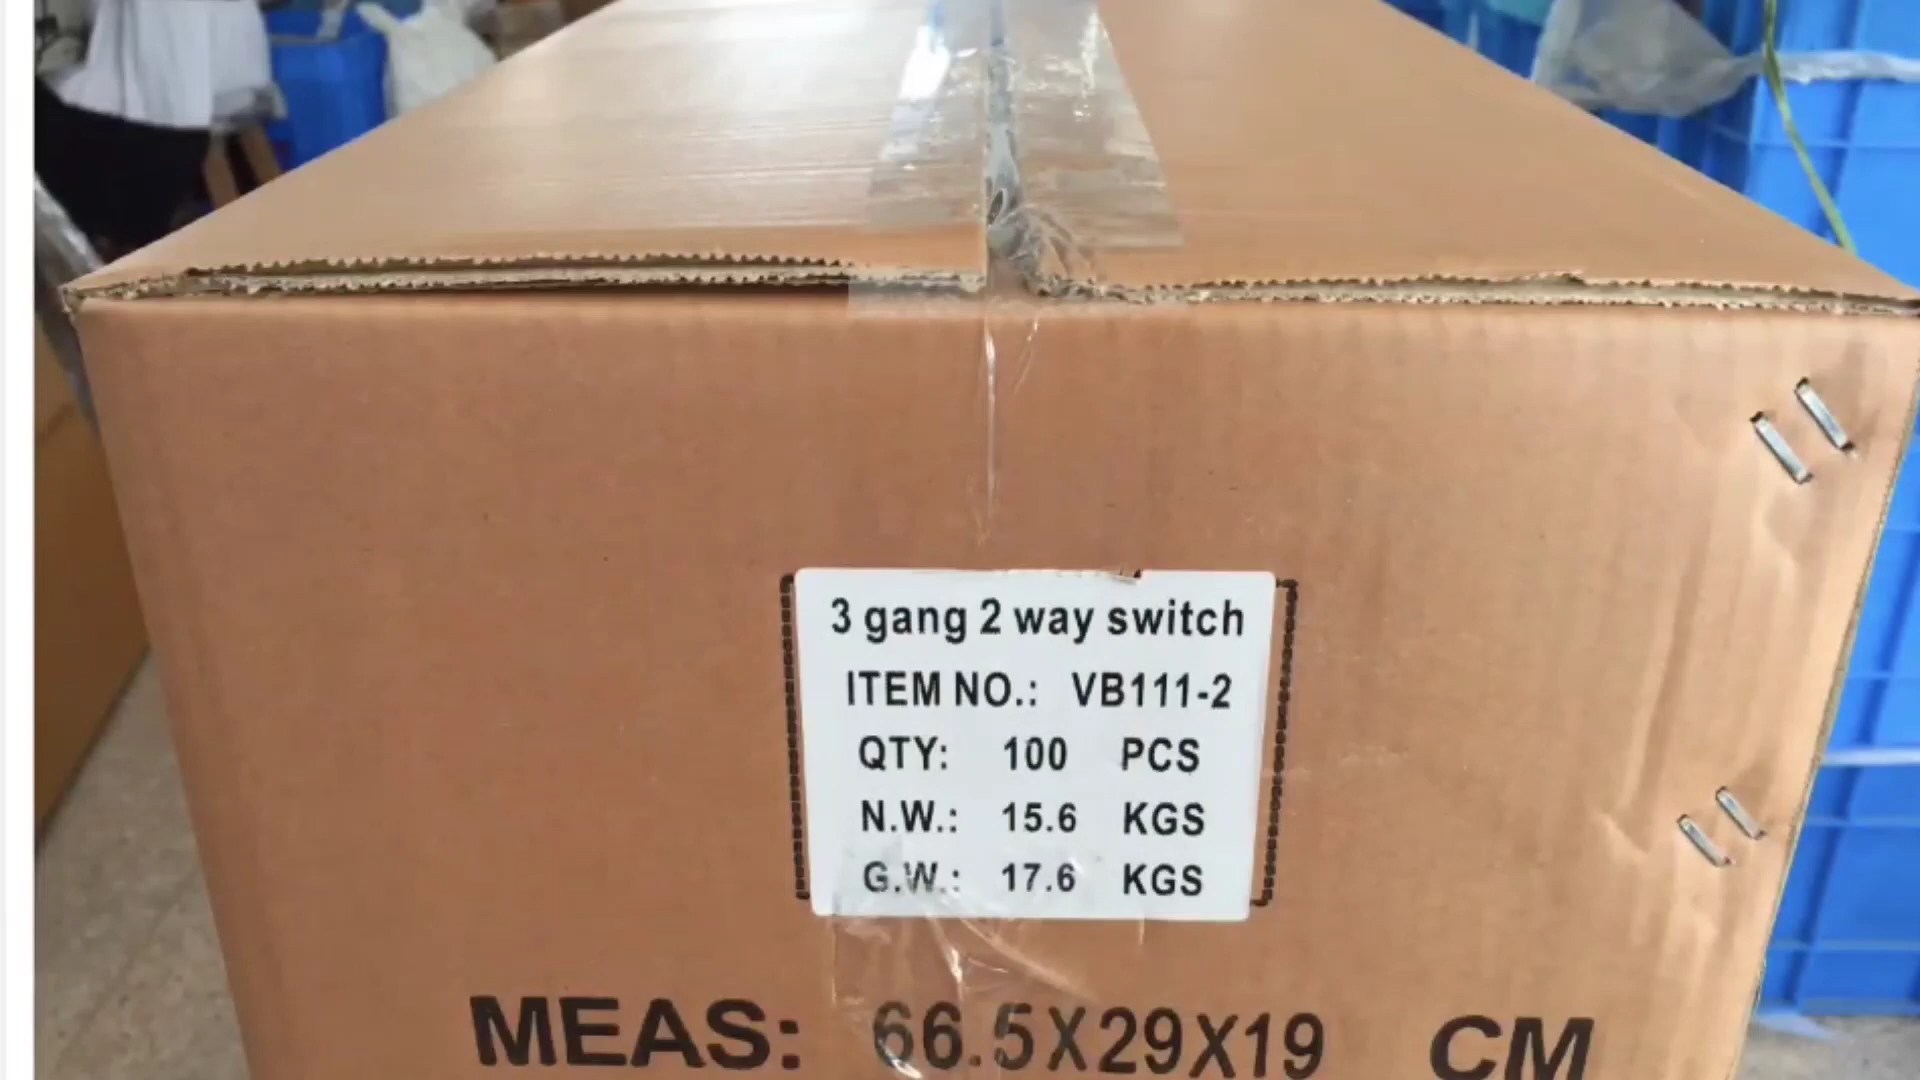 3 gang 2 way switch
ITEM NO.: VB111-2
QTY: 100 PCS
N.W.: 15.6 KGS
G.W.: 17.6 KGS
MEAS: 66.5X29X19 CM